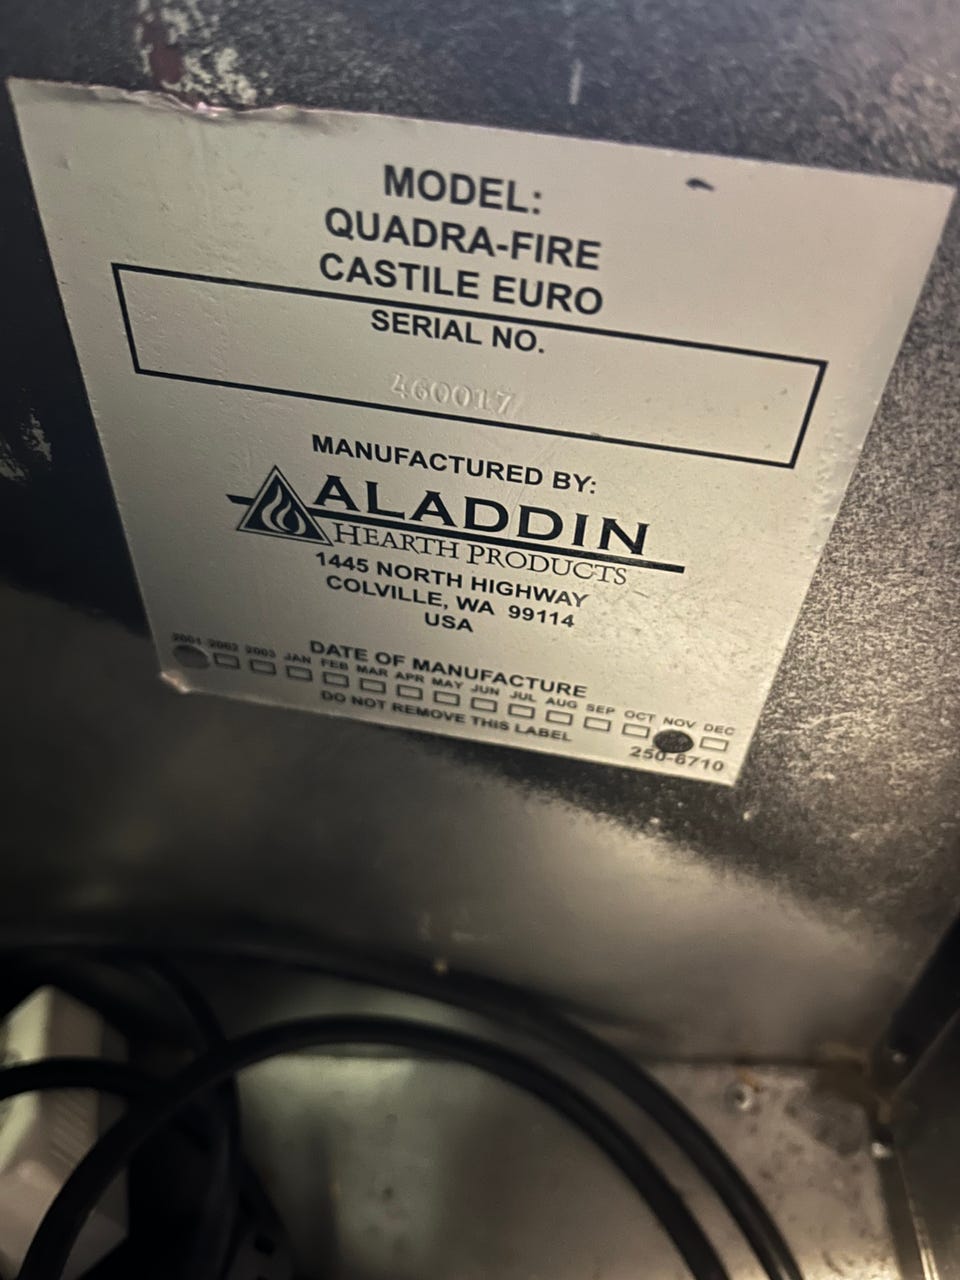 MODEL:
QUADRA-FIRE
CASTILE EURO
SERIAL NO.
460017
MANUFACTURED BY:
ALADDIN
HEARTH PRODUCTS
1445 NORTH HIGHWAY
COLVILLE, WA 99114
USA
DATE OF MANUFACTURE
2001 2002 2003 JAN FEB MAR APR MAY JUN JUL AUG SEP OCT NOV DEC
DO NOT REMOVE THIS LABEL
250-6710